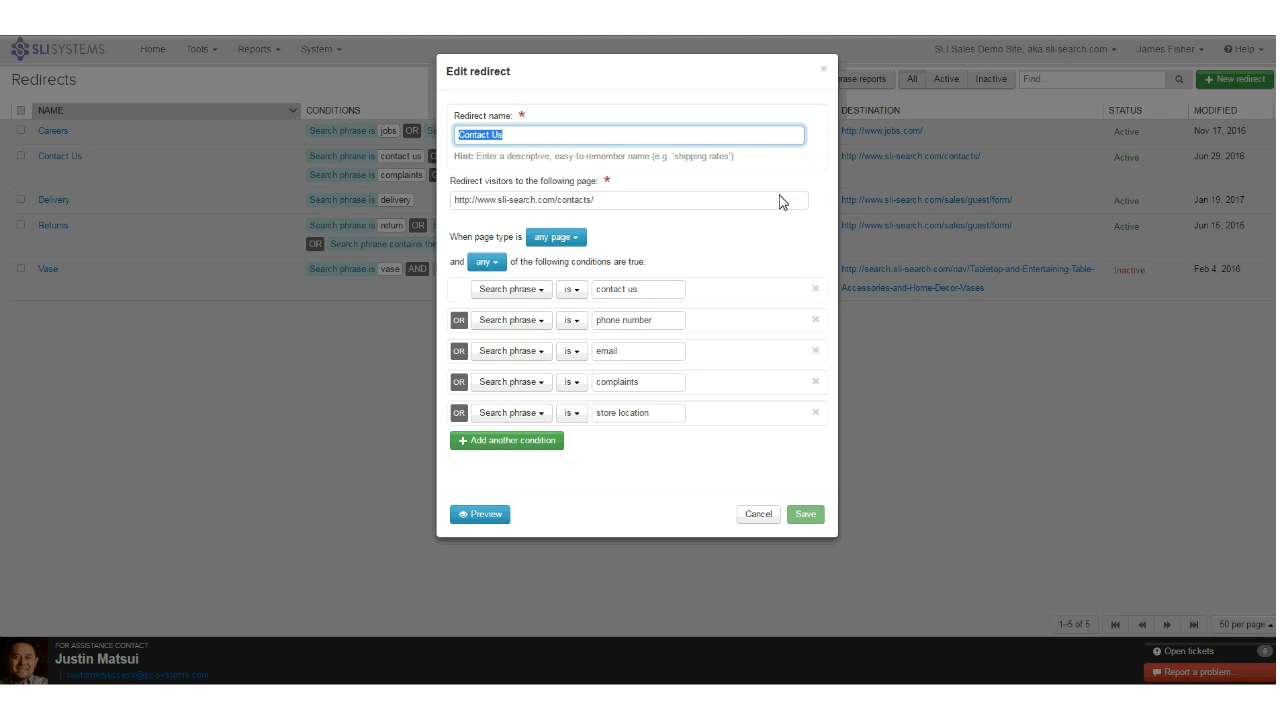 SLISYSTEMS Home Tools Reports System SLI Sales Demo Site, aka sli-search.com James Fisher Help
Redirects
rase reports All Active Inactive Find... New redirect
NAME CONDITIONS DESTINATION STATUS MODIFIED
Careers Search phrase is jobs OR http://www.jobs.com/ Active Nov 17, 2016
Contact Us Search phrase is contact us http://www.sli-search.com/contacts/ Active Jun 29, 2016
Search phrase is complaints
Delivery Search phrase is delivery http://www.sli-search.com/sales/guest/form/ Active Jan 19, 2017
Returns Search phrase is return OR http://www.sli-search.com/sales/guest/form/ Active Jun 15, 2015
OR Search phrase contains the
Vase Search phrase is vase AND http://search.sli-search.com/nav/Tabletop-and-Entertaining-Table- Inactive Feb 4, 2016
Accessories-and-Home-Decor-Vases
Edit redirect ×
Redirect name: *
Contact Us
Hint: Enter a descriptive, easy-to-remember name (e.g. 'shipping rates')
Redirect visitors to the following page: *
http://www.sli-search.com/contacts/
When page type is any page
and any of the following conditions are true:
Search phrase is contact us ×
OR Search phrase is phone number ×
OR Search phrase is email ×
OR Search phrase is complaints ×
OR Search phrase is store location ×
+ Add another condition
Preview Cancel Save
1–5 of 5 50 per page
FOR ASSISTANCE CONTACT
Justin Matsui
customersuccess@sli-systems.com
Open tickets 6
Report a problem...